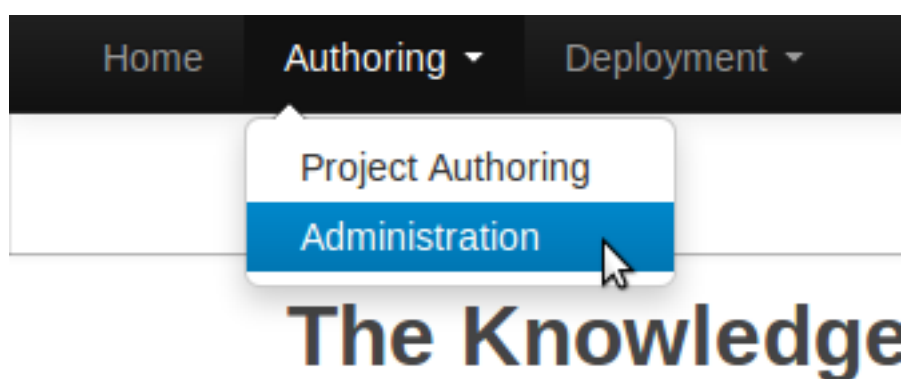 Home Authoring Deployment
Project Authoring
Administration
The Knowledge